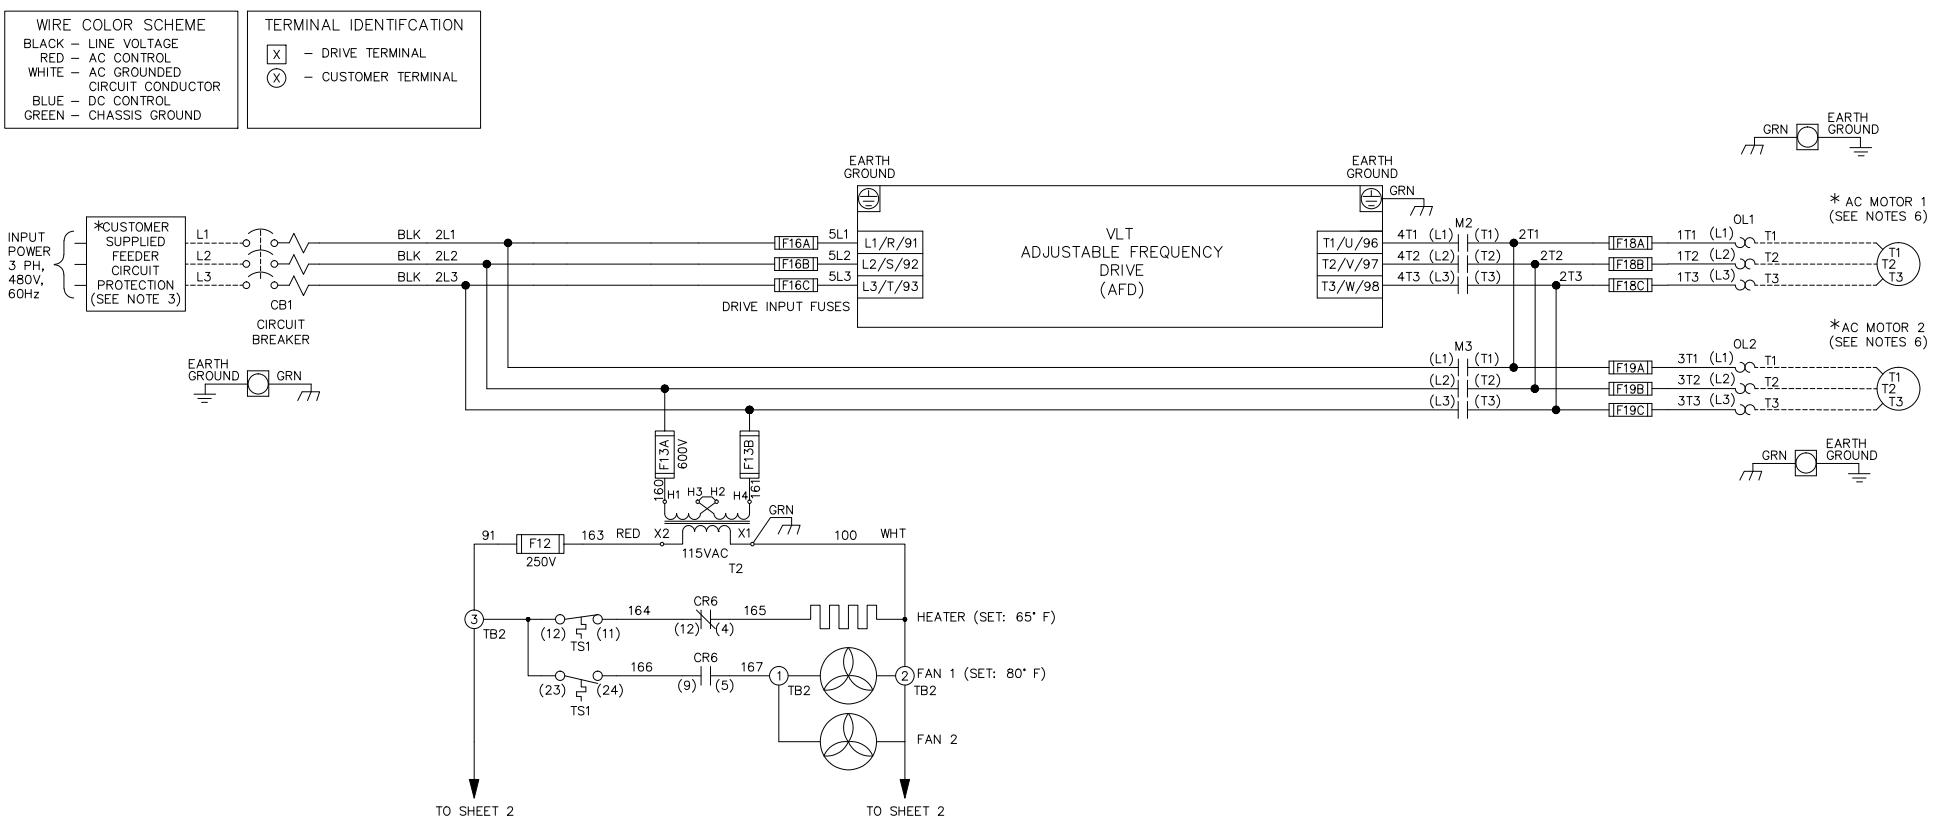 WIRE COLOR SCHEME
BLACK – LINE VOLTAGE
RED – AC CONTROL
WHITE – AC GROUNDED
CIRCUIT CONDUCTOR
BLUE – DC CONTROL
GREEN – CHASSIS GROUND
TERMINAL IDENTIFCATION
X – DRIVE TERMINAL
X – CUSTOMER TERMINAL
INPUT
POWER
3 PH,
480V,
60Hz
*CUSTOMER
SUPPLIED
FEEDER
CIRCUIT
PROTECTION
(SEE NOTE 3)
L1
L2
L3
CB1
CIRCUIT
BREAKER
BLK 2L1
BLK 2L2
BLK 2L3
EARTH
GROUND
GRN
F16A 5L1
F16B 5L2
F16C 5L3
DRIVE INPUT FUSES
EARTH
GROUND
L1/R/91
L2/S/92
L3/T/93
VLT
ADJUSTABLE FREQUENCY
DRIVE
(AFD)
EARTH
GROUND
GRN
T1/U/96
T2/V/97
T3/W/98
M2
4T1 (L1) (T1) 2T1
4T2 (L2) (T2) 2T2
4T3 (L3) (T3) 2T3
F18A
F18B
F18C
OL1
1T1 (L1) T1
1T2 (L2) T2
1T3 (L3) T3
GRN
EARTH
GROUND
* AC MOTOR 1
(SEE NOTES 6)
T1
T2
T3
M3
(L1) (T1)
(L2) (T2)
(L3) (T3)
F19A
F19B
F19C
OL2
3T1 (L1) T1
3T2 (L2) T2
3T3 (L3) T3
*AC MOTOR 2
(SEE NOTES 6)
T1
T2
T3
GRN
EARTH
GROUND
F13A
600V
F13B
160
161
H1 H3 H2 H4
GRN
91
F12
250V
163 RED X2
X1
115VAC
T2
100 WHT
3
TB2
(12) (11)
TS1
164
CR6
(12) (4)
165
HEATER (SET: 65° F)
(23) (24)
TS1
166
CR6
(9) (5)
167
1
TB2
2
TB2
FAN 1 (SET: 80° F)
FAN 2
TO SHEET 2
TO SHEET 2